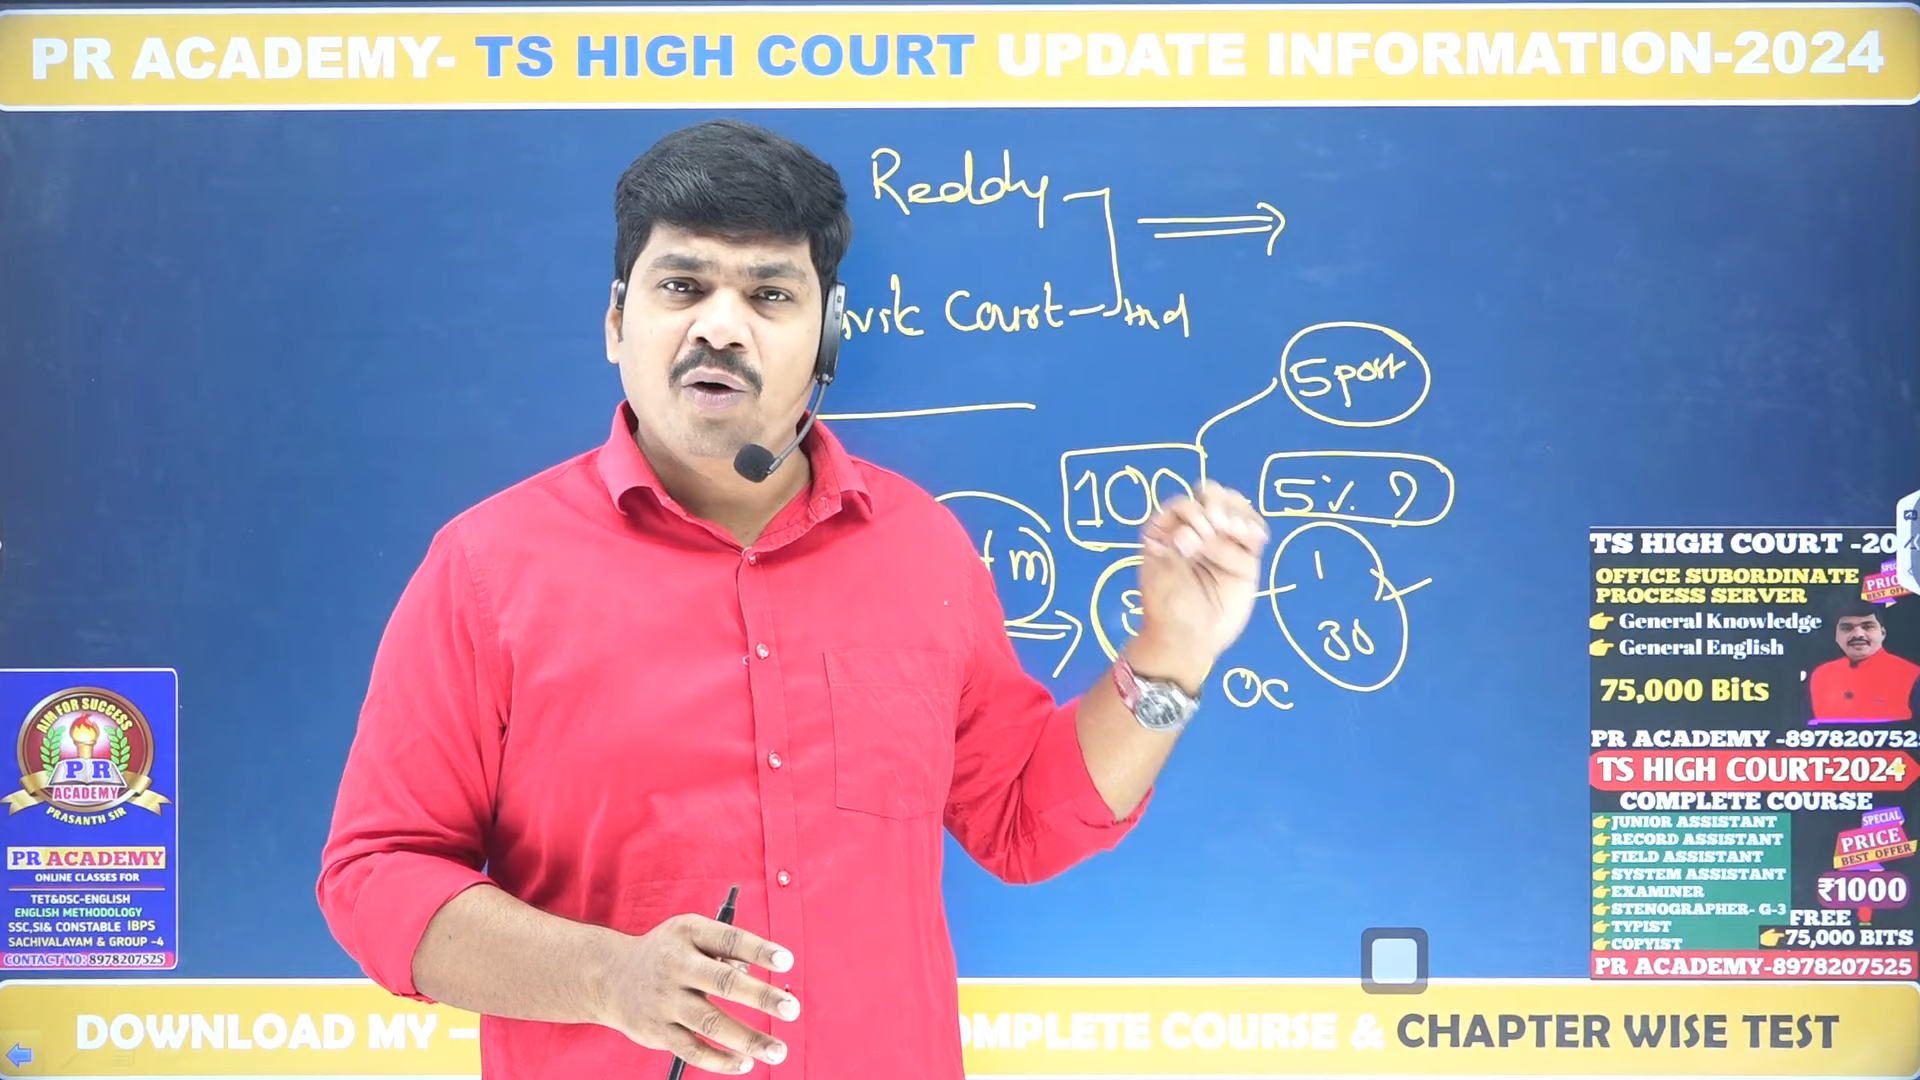 PR ACADEMY- TS HIGH COURT UPDATE INFORMATION-2024
Reddy
Court
5 post
100
5%. ?
m
1
30
OC
AIM FOR SUCCESS
PR
ACADEMY
PRASANTH SIR
PR ACADEMY
ONLINE CLASSES FOR
TET&DSC-ENGLISH
ENGLISH METHODOLOGY
SSC,SI& CONSTABLE IBPS
SACHIVALAYAM & GROUP -4
CONTACT NO: 8978207525
TS HIGH COURT -20
OFFICE SUBORDINATE
PROCESS SERVER
General Knowledge
General English
75,000 Bits
PR ACADEMY -8978207525
TS HIGH COURT-2024
COMPLETE COURSE
JUNIOR ASSISTANT
RECORD ASSISTANT
FIELD ASSISTANT
SYSTEM ASSISTANT
EXAMINER
STENOGRAPHER- G-3
TYPIST
COPYIST
SPECIAL
PRICE
BEST OFFER
₹1000
FREE
75,000 BITS
PR ACADEMY-8978207525
DOWNLOAD MY – OMPLETE COURSE & CHAPTER WISE TEST